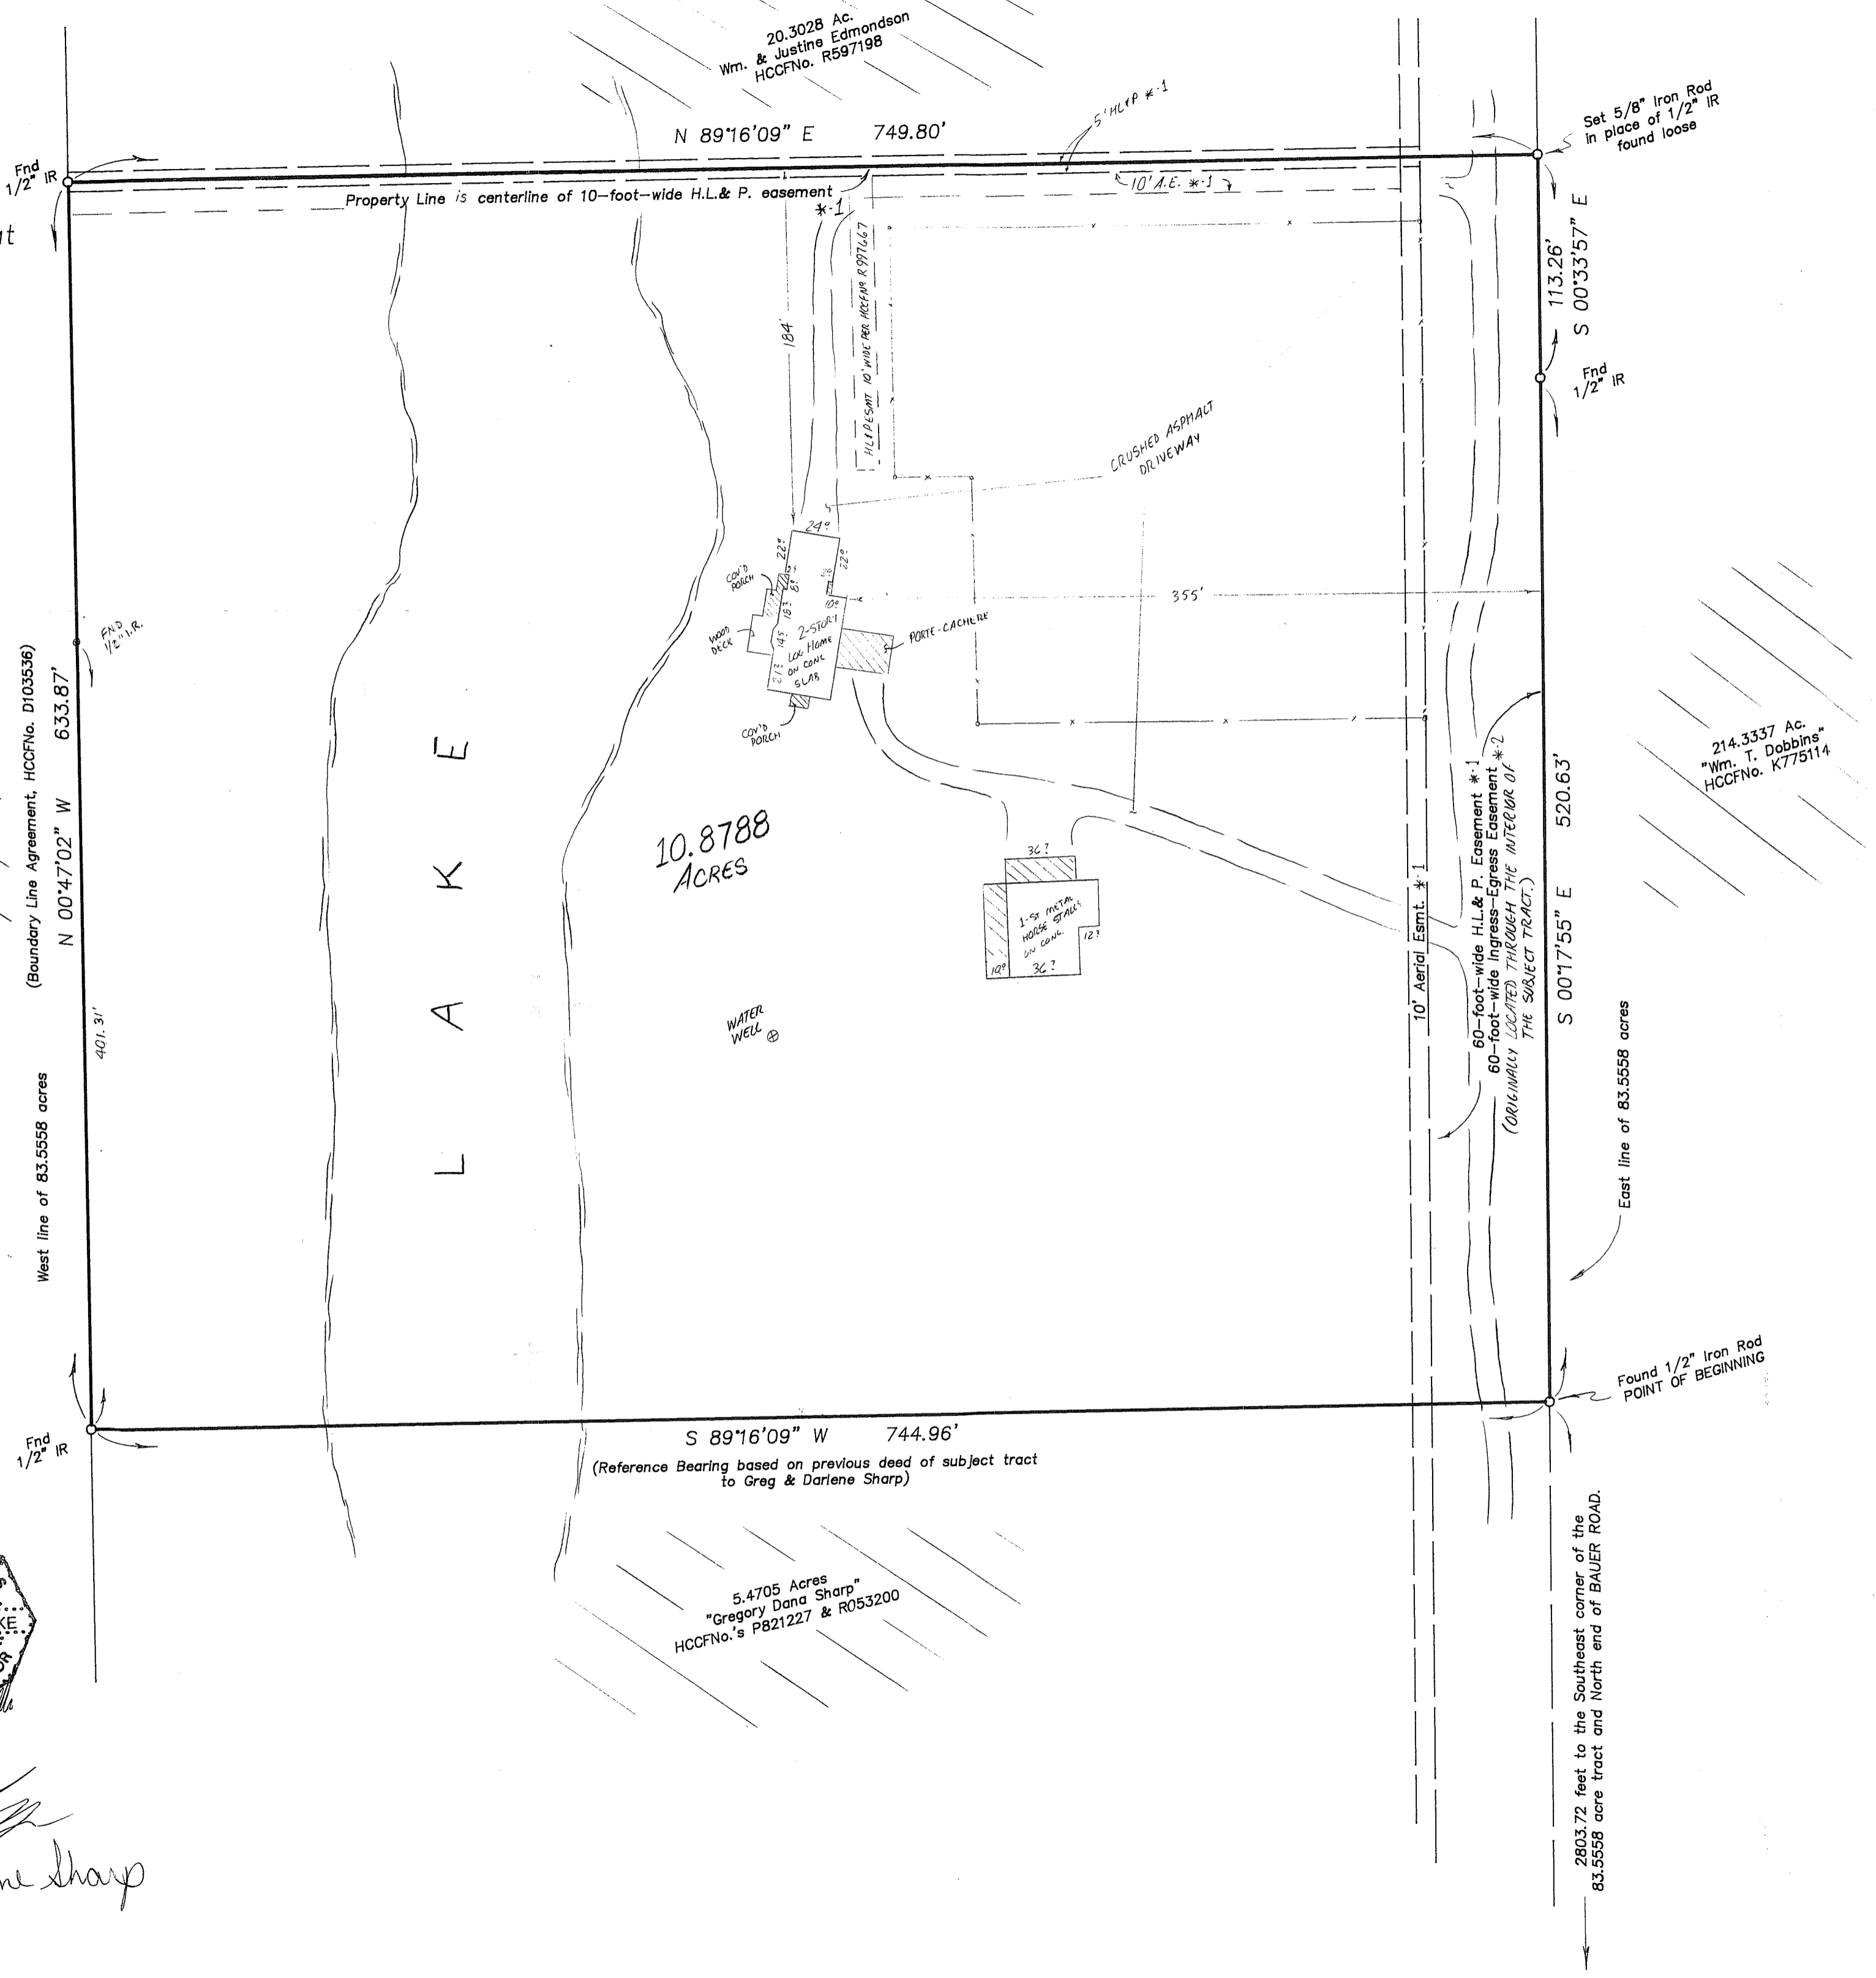 20.3028 Ac.
Wm. & Justine Edmondson
HCCFNo. R597198
N 89°16'09" E 749.80'
5' HL&P *-1
Set 5/8" Iron Rod
in place of 1/2" IR
found loose
Fnd
1/2" IR
Property Line is centerline of 10-foot-wide H.L.& P. easement
*-1
10' A.E. *-1
113.26'
S 00°33'57" E
Fnd
1/2" IR
184'
HL&P ESMT 10' WIDE PER HCCFNo. R997667
CRUSHED ASPHALT
DRIVEWAY
24⁰
22⁰
22⁰
8⁰
10⁰
COV'D
PORCH
WOOD
DECK
2-STORY
LOG HOME
ON CONC
SLAB
PORTE-CACHERE
355'
COV'D
PORCH
FND
1/2" I.R.
(Boundary Line Agreement, HCCFNo. D103536)
N 00°47'02" W 633.87'
401.31'
West line of 83.5558 acres
LAKE
10.8788
ACRES
1-ST METAL
HORSE STALLS
ON CONC.
10⁰
WATER
WELL
10' Aerial Esmt. *-1
60-foot-wide H.L.& P. Easement *-1
60-foot-wide Ingress-Egress Easement *-2
(ORIGINALLY LOCATED THROUGH THE INTERIOR OF
THE SUBJECT TRACT.)
S 00°17'55" E 520.63'
214.3337 Ac.
"Wm. T. Dobbins"
HCCFNo. K775114
East line of 83.5558 acres
Found 1/2" Iron Rod
POINT OF BEGINNING
Fnd
1/2" IR
S 89°16'09" W 744.96'
(Reference Bearing based on previous deed of subject tract
to Greg & Darlene Sharp)
5.4705 Acres
"Gregory Dana Sharp"
HCCFNo.'s P821227 & R053200
2803.72 feet to the Southeast corner of the
83.5558 acre tract and North end of BAUER ROAD.
ne Sharp